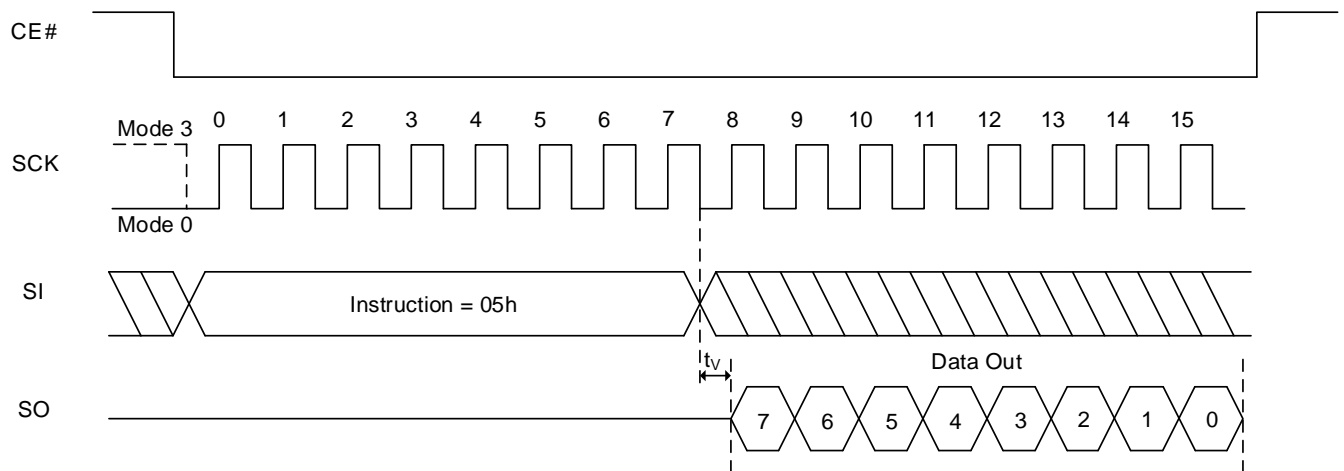 CE#
Mode 3
0 1 2 3 4 5 6 7 8 9 10 11 12 13 14 15
SCK
Mode 0
SI
Instruction = 05h
tV
Data Out
SO
7 6 5 4 3 2 1 0